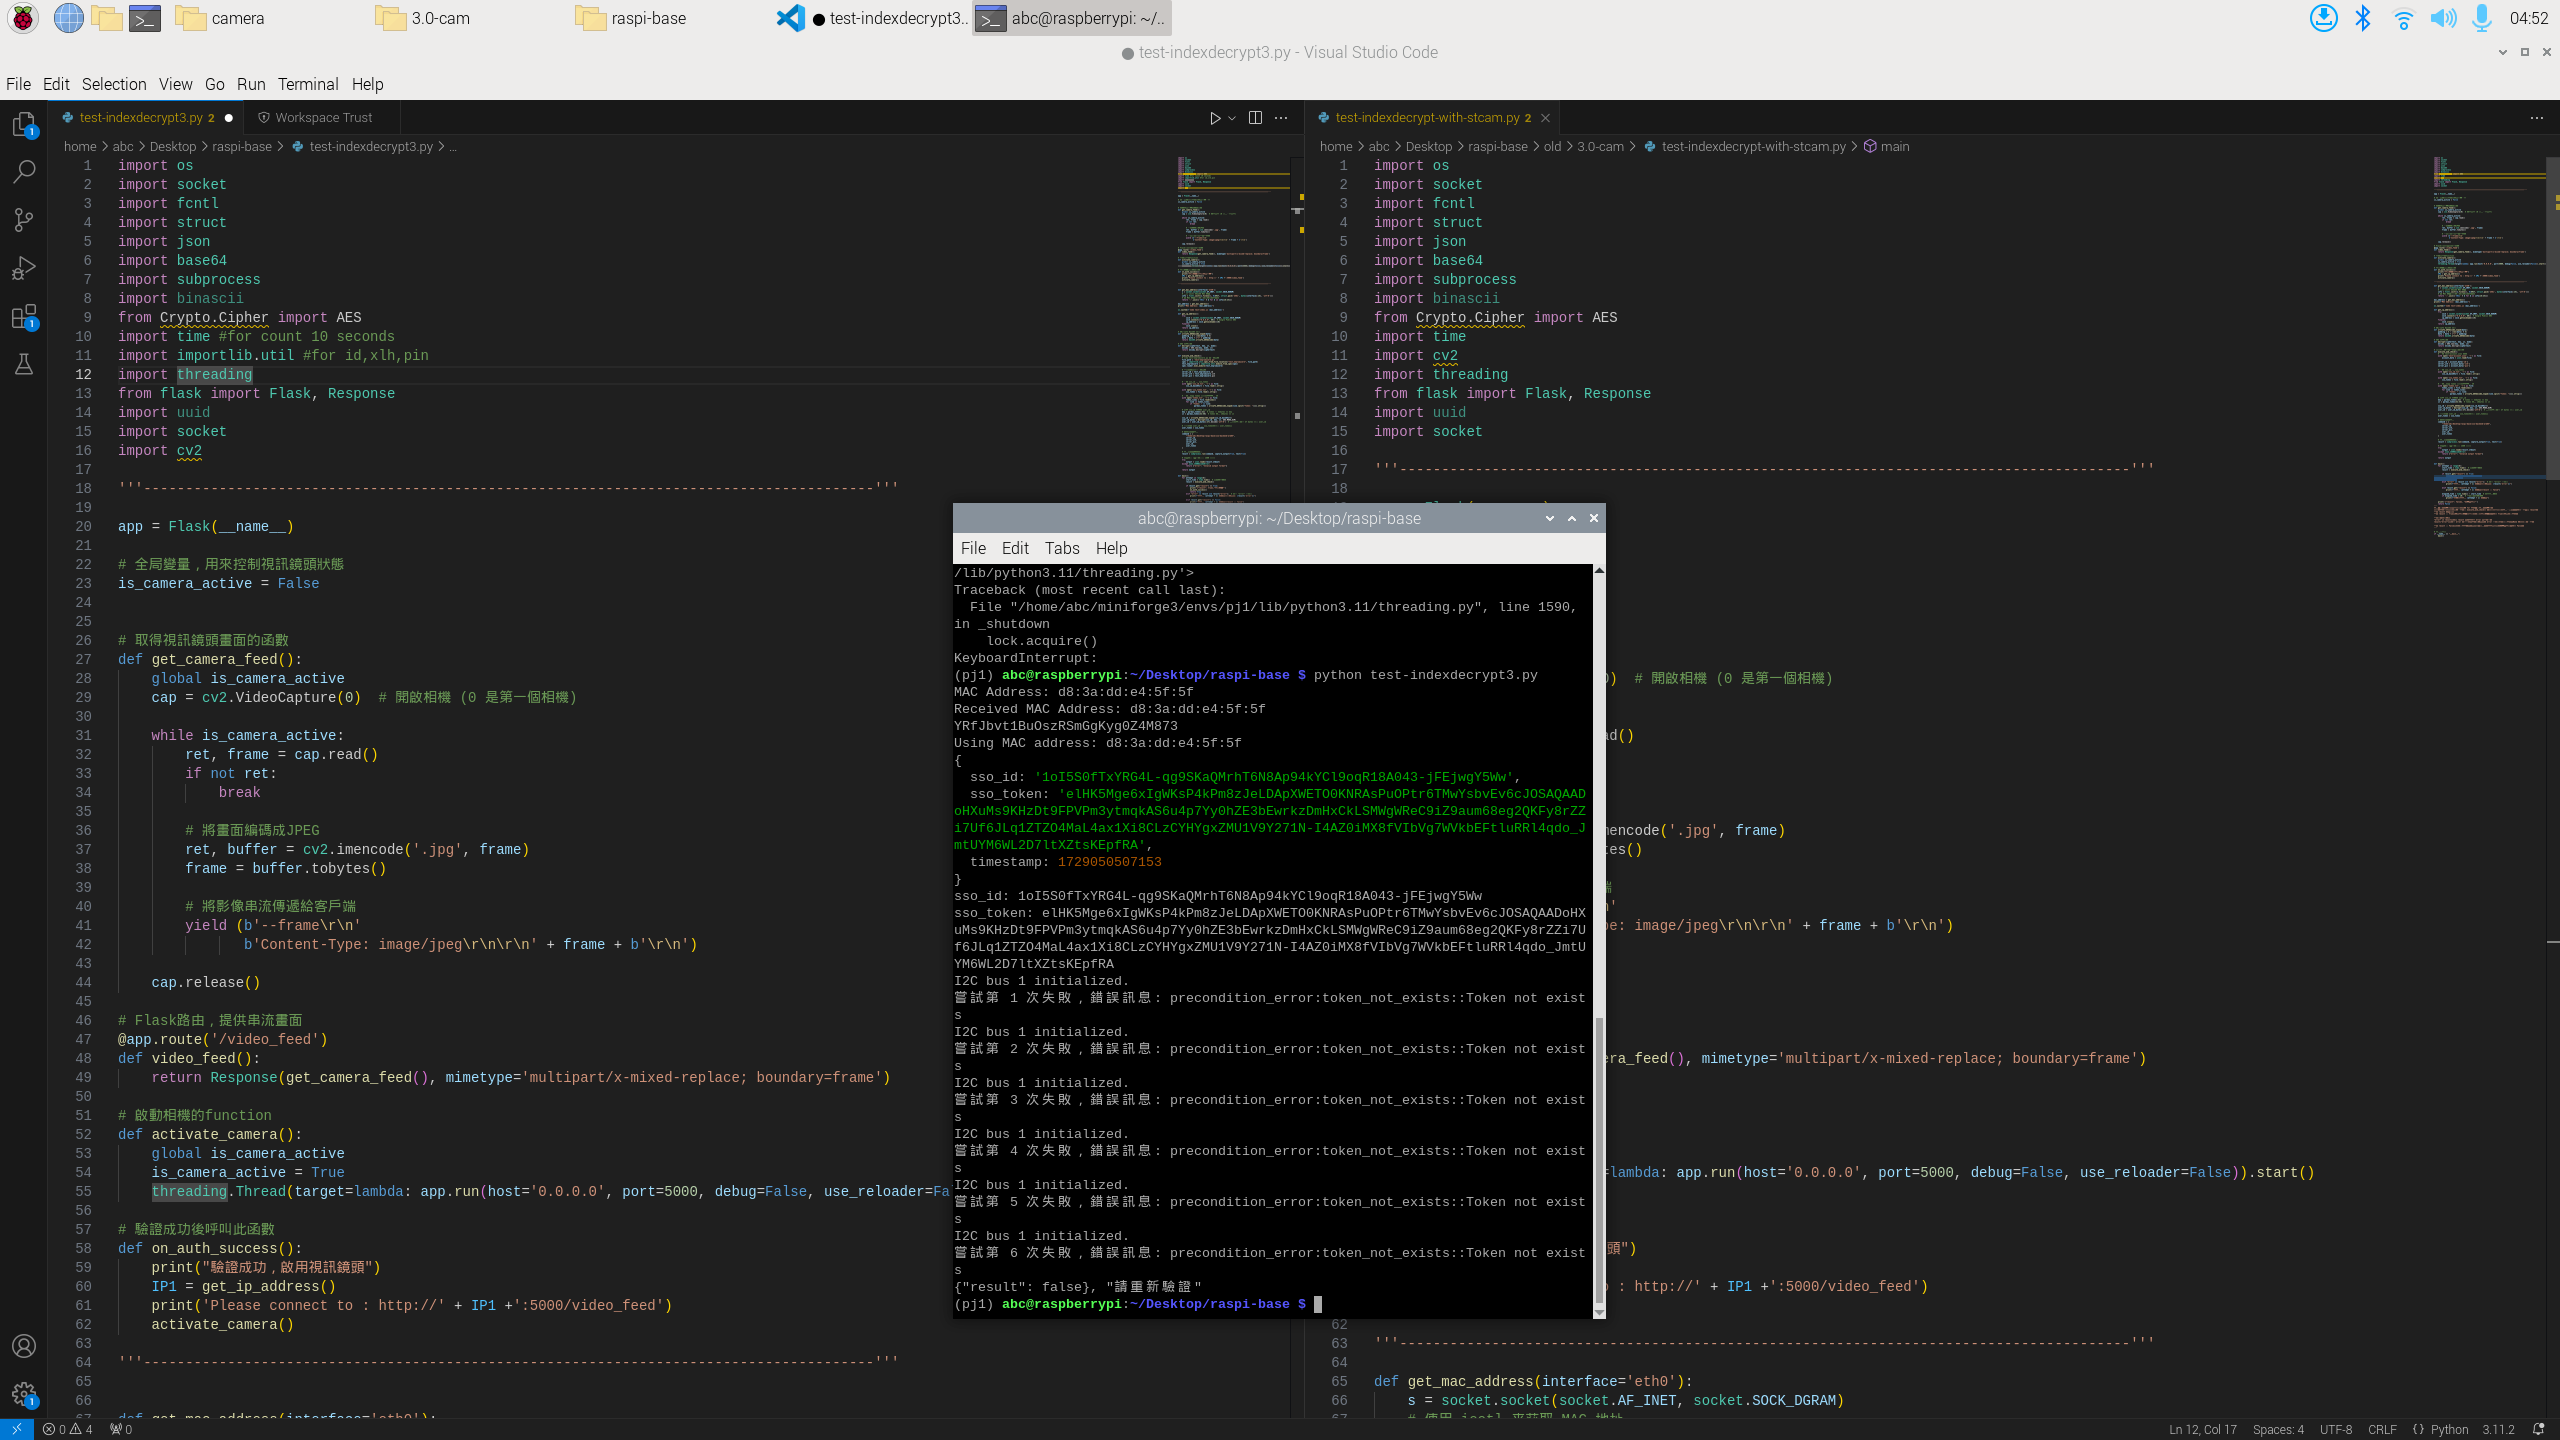 camera
3.0-cam
raspi-base
● test-indexdecrypt3..
abc@raspberrypi: ~/..
04:52
● test-indexdecrypt3.py - Visual Studio Code
File Edit Selection View Go Run Terminal Help
test-indexdecrypt3.py 2 ●
Workspace Trust
home > abc > Desktop > raspi-base > test-indexdecrypt3.py > ...
1 import os
2 import socket
3 import fcntl
4 import struct
5 import json
6 import base64
7 import subprocess
8 import binascii
9 from Crypto.Cipher import AES
10 import time #for count 10 seconds
11 import importlib.util #for id,xlh,pin
12 import threading
13 from flask import Flask, Response
14 import uuid
15 import socket
16 import cv2
17
18 '''---------------------------------------------------------------------------------------'''
19
20 app = Flask(__name__)
21
22 # 全局變量，用來控制視訊鏡頭狀態
23 is_camera_active = False
24
25
26 # 取得視訊鏡頭畫面的函數
27 def get_camera_feed():
28 global is_camera_active
29 cap = cv2.VideoCapture(0)  # 開啟相機 (0 是第一個相機)
30
31 while is_camera_active:
32 ret, frame = cap.read()
33 if not ret:
34 break
35
36 # 將畫面編碼成JPEG
37 ret, buffer = cv2.imencode('.jpg', frame)
38 frame = buffer.tobytes()
39
40 # 將影像串流傳遞給客戶端
41 yield (b'--frame\r\n'
42 b'Content-Type: image/jpeg\r\n\r\n' + frame + b'\r\n')
43
44 cap.release()
45
46 # Flask路由，提供串流畫面
47 @app.route('/video_feed')
48 def video_feed():
49 return Response(get_camera_feed(), mimetype='multipart/x-mixed-replace; boundary=frame')
50
51 # 啟動相機的function
52 def activate_camera():
53 global is_camera_active
54 is_camera_active = True
55 threading.Thread(target=lambda: app.run(host='0.0.0.0', port=5000, debug=False, use_reloader=Fa
56
57 # 驗證成功後呼叫此函數
58 def on_auth_success():
59 print("驗證成功，啟用視訊鏡頭")
60 IP1 = get_ip_address()
61 print('Please connect to : http://' + IP1 +':5000/video_feed')
62 activate_camera()
63
64 '''---------------------------------------------------------------------------------------'''
65
66
67 def get_mac_address(interface='eth0'):
test-indexdecrypt-with-stcam.py 2
home > abc > Desktop > raspi-base > old > 3.0-cam > test-indexdecrypt-with-stcam.py > main
1 import os
2 import socket
3 import fcntl
4 import struct
5 import json
6 import base64
7 import subprocess
8 import binascii
9 from Crypto.Cipher import AES
10 import time
11 import cv2
12 import threading
13 from flask import Flask, Response
14 import uuid
15 import socket
16
17 '''---------------------------------------------------------------------------------------'''
18
0)  # 開啟相機 (0 是第一個相機)
ad()
mencode('.jpg', frame)
tes()
端
n'
pe: image/jpeg\r\n\r\n' + frame + b'\r\n')
era_feed(), mimetype='multipart/x-mixed-replace; boundary=frame')
=lambda: app.run(host='0.0.0.0', port=5000, debug=False, use_reloader=False)).start()
頭")
o : http://' + IP1 +':5000/video_feed')
62
63 '''---------------------------------------------------------------------------------------'''
64
65 def get_mac_address(interface='eth0'):
66 s = socket.socket(socket.AF_INET, socket.SOCK_DGRAM)
67 # 使用 ioctl 來獲取 MAC 地址
abc@raspberrypi: ~/Desktop/raspi-base
File Edit Tabs Help
/lib/python3.11/threading.py'>
Traceback (most recent call last):
File "/home/abc/miniforge3/envs/pj1/lib/python3.11/threading.py", line 1590,
in _shutdown
lock.acquire()
KeyboardInterrupt:
(pj1) abc@raspberrypi:~/Desktop/raspi-base $ python test-indexdecrypt3.py
MAC Address: d8:3a:dd:e4:5f:5f
Received MAC Address: d8:3a:dd:e4:5f:5f
YRfJbvt1BuOszRSmGgKyg0Z4M873
Using MAC address: d8:3a:dd:e4:5f:5f
{
sso_id: '1oI5S0fTxYRG4L-qg9SKaQMrhT6N8Ap94kYCl9oqR18A043-jFEjwgY5Ww',
sso_token: 'elHK5Mge6xIgWKsP4kPm8zJeLDApXWETO0KNRAsPuOPtr6TMwYsbvEv6cJOSAQAAD
oHXuMs9KHzDt9FPVPm3ytmqkAS6u4p7Yy0hZE3bEwrkzDmHxCkLSMWgWReC9iZ9aum68eg2QKFy8rZZ
i7Uf6JLq1ZTZO4MaL4ax1Xi8CLzCYHYgxZMU1V9Y271N-I4AZ0iMX8fVIbVg7WVkbEFtluRRl4qdo_J
mtUYM6WL2D7ltXZtsKEpfRA',
timestamp: 1729050507153
}
sso_id: 1oI5S0fTxYRG4L-qg9SKaQMrhT6N8Ap94kYCl9oqR18A043-jFEjwgY5Ww
sso_token: elHK5Mge6xIgWKsP4kPm8zJeLDApXWETO0KNRAsPuOPtr6TMwYsbvEv6cJOSAQAADoHX
uMs9KHzDt9FPVPm3ytmqkAS6u4p7Yy0hZE3bEwrkzDmHxCkLSMWgWReC9iZ9aum68eg2QKFy8rZZi7U
f6JLq1ZTZO4MaL4ax1Xi8CLzCYHYgxZMU1V9Y271N-I4AZ0iMX8fVIbVg7WVkbEFtluRRl4qdo_JmtU
YM6WL2D7ltXZtsKEpfRA
I2C bus 1 initialized.
嘗試第 1 次失敗，錯誤訊息: precondition_error:token_not_exists::Token not exist
s
I2C bus 1 initialized.
嘗試第 2 次失敗，錯誤訊息: precondition_error:token_not_exists::Token not exist
s
I2C bus 1 initialized.
嘗試第 3 次失敗，錯誤訊息: precondition_error:token_not_exists::Token not exist
s
I2C bus 1 initialized.
嘗試第 4 次失敗，錯誤訊息: precondition_error:token_not_exists::Token not exist
s
I2C bus 1 initialized.
嘗試第 5 次失敗，錯誤訊息: precondition_error:token_not_exists::Token not exist
s
I2C bus 1 initialized.
嘗試第 6 次失敗，錯誤訊息: precondition_error:token_not_exists::Token not exist
s
{"result": false}, "請重新驗證"
(pj1) abc@raspberrypi:~/Desktop/raspi-base $
0 4 0
Ln 12, Col 17 Spaces: 4 UTF-8 CRLF {} Python 3.11.2